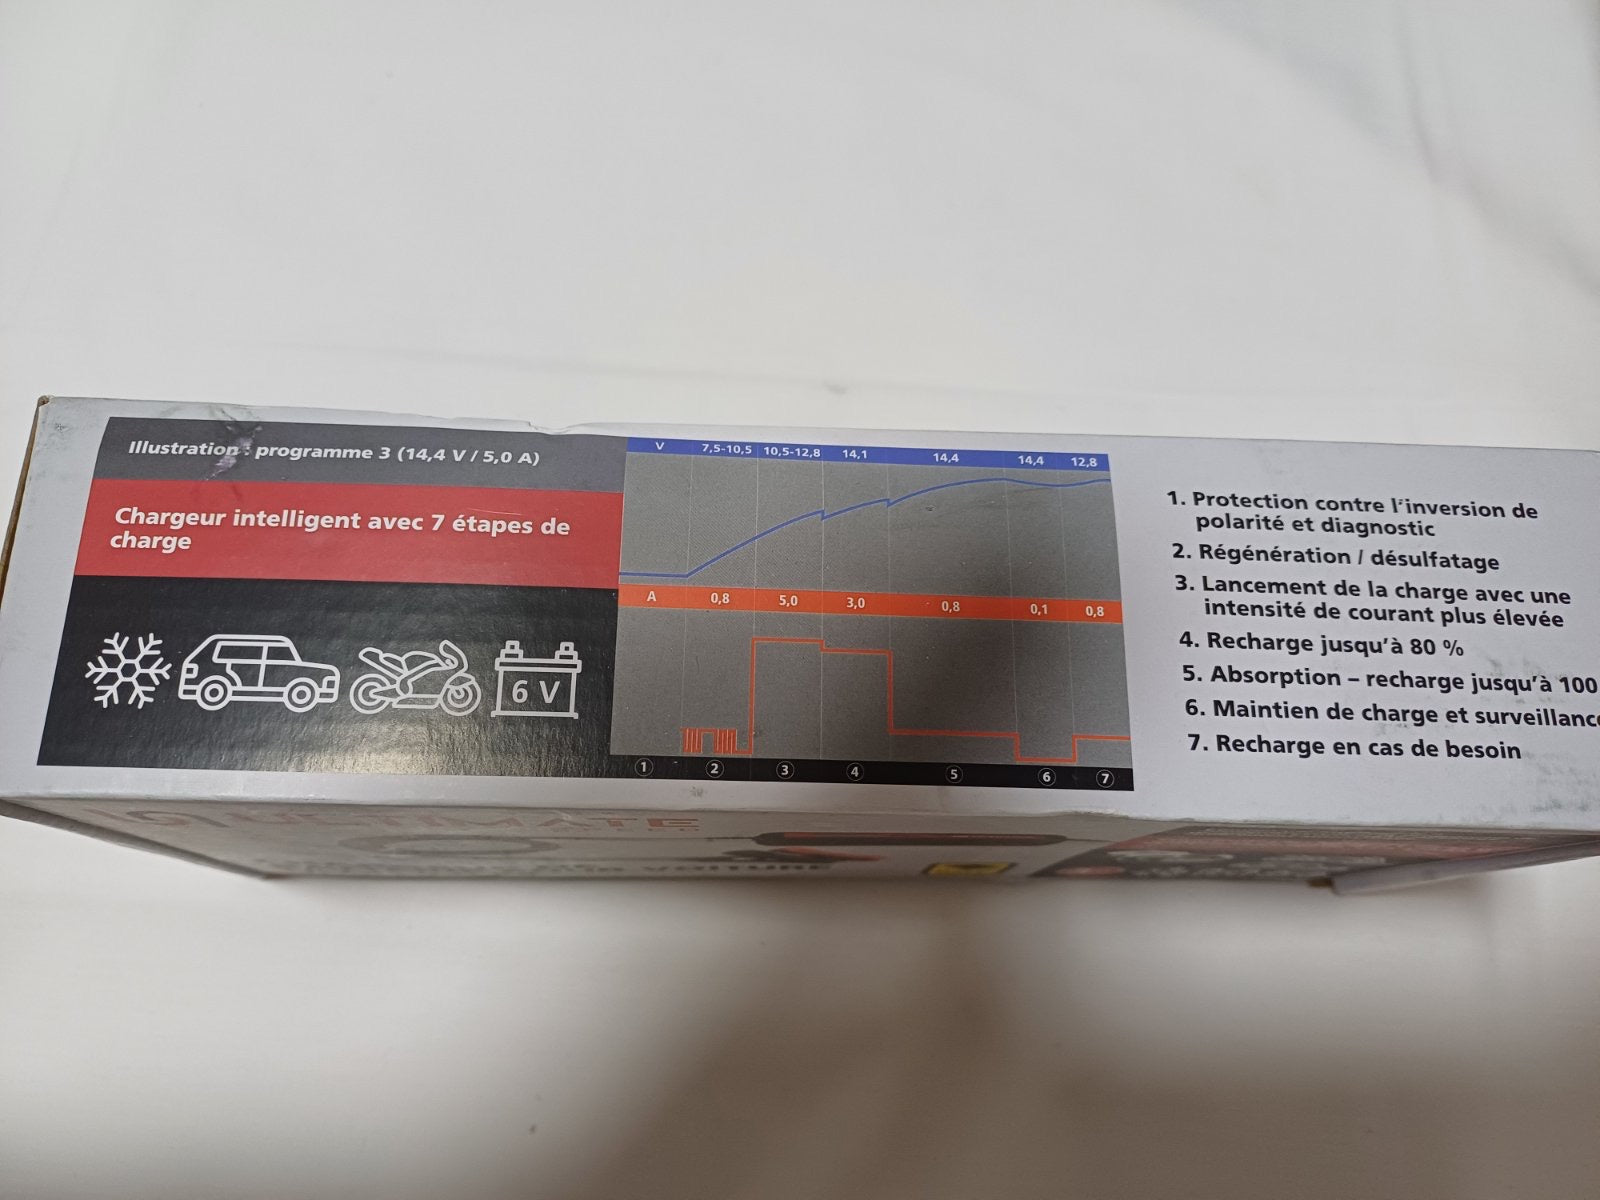 Illustration : programme 3 (14,4 V / 5,0 A)
Chargeur intelligent avec 7 étapes de
charge
6 V
V 7,5-10,5 10,5-12,8 14,1 14,4 14,4 12,8
A 0,8 5,0 3,0 0,8 0,1 0,8
1 2 3 4 5 6 7
1. Protection contre l'inversion de
polarité et diagnostic
2. Régénération / désulfatage
3. Lancement de la charge avec une
intensité de courant plus élevée
4. Recharge jusqu'à 80 %
5. Absorption – recharge jusqu'à 100
6. Maintien de charge et surveillance
7. Recharge en cas de besoin
ULTIMATE
VOITURE